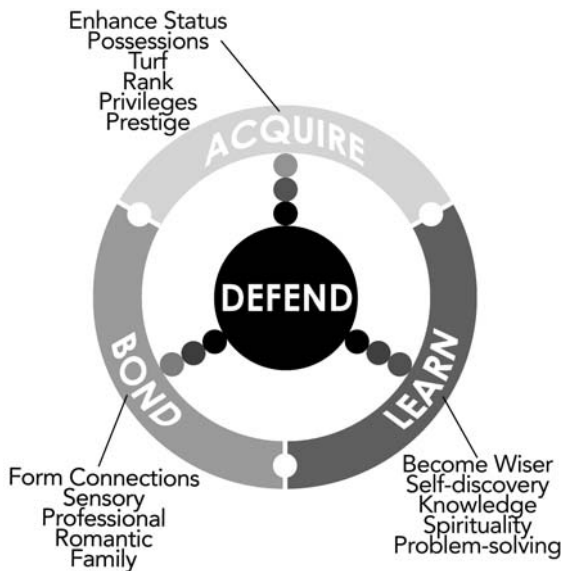 Enhance Status
Possessions
Turf
Rank
Privileges
Prestige
ACQUIRE
DEFEND
BOND
LEARN
Form Connections
Sensory
Professional
Romantic
Family
Become Wiser
Self-discovery
Knowledge
Spirituality
Problem-solving